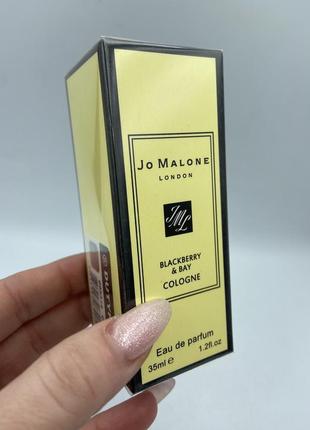 JO MALONE
LONDON
JML
BLACKBERRY
& BAY
COLOGNE
Eau de parfum
35ml e 1.2fl.oz